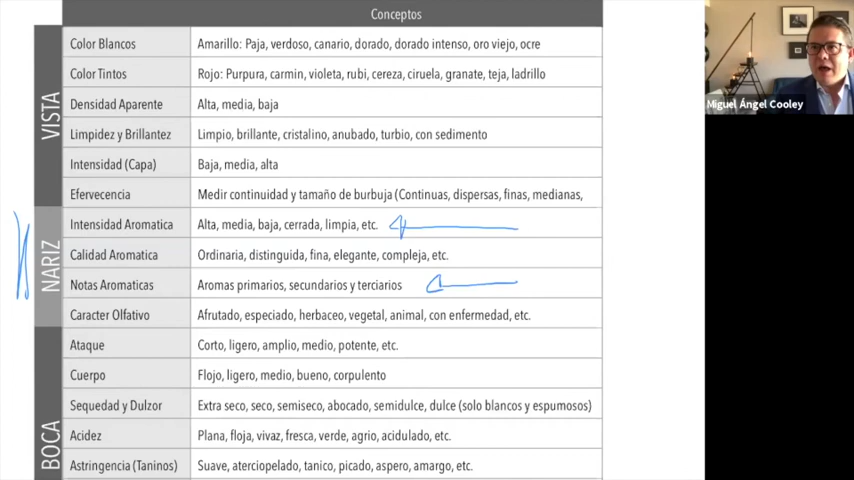 Conceptos
VISTA
Color Blancos Amarillo: Paja, verdoso, canario, dorado, dorado intenso, oro viejo, ocre
Color Tintos Rojo: Purpura, carmin, violeta, rubi, cereza, ciruela, granate, teja, ladrillo
Densidad Aparente Alta, media, baja
Limpidez y Brillantez Limpio, brillante, cristalino, anubado, turbio, con sedimento
Intensidad (Capa) Baja, media, alta
Efervecencia Medir continuidad y tamaño de burbuja (Continuas, dispersas, finas, medianas,
NARIZ
Intensidad Aromatica Alta, media, baja, cerrada, limpia, etc.
Calidad Aromatica Ordinaria, distinguida, fina, elegante, compleja, etc.
Notas Aromaticas Aromas primarios, secundarios y terciarios
Caracter Olfativo Afrutado, especiado, herbaceo, vegetal, animal, con enfermedad, etc.
BOCA
Ataque Corto, ligero, amplio, medio, potente, etc.
Cuerpo Flojo, ligero, medio, bueno, corpulento
Sequedad y Dulzor Extra seco, seco, semiseco, abocado, semidulce, dulce (solo blancos y espumosos)
Acidez Plana, floja, vivaz, fresca, verde, agrio, acidulado, etc.
Astringencia (Taninos) Suave, aterciopelado, tanico, picado, aspero, amargo, etc.
Miguel Ángel Cooley